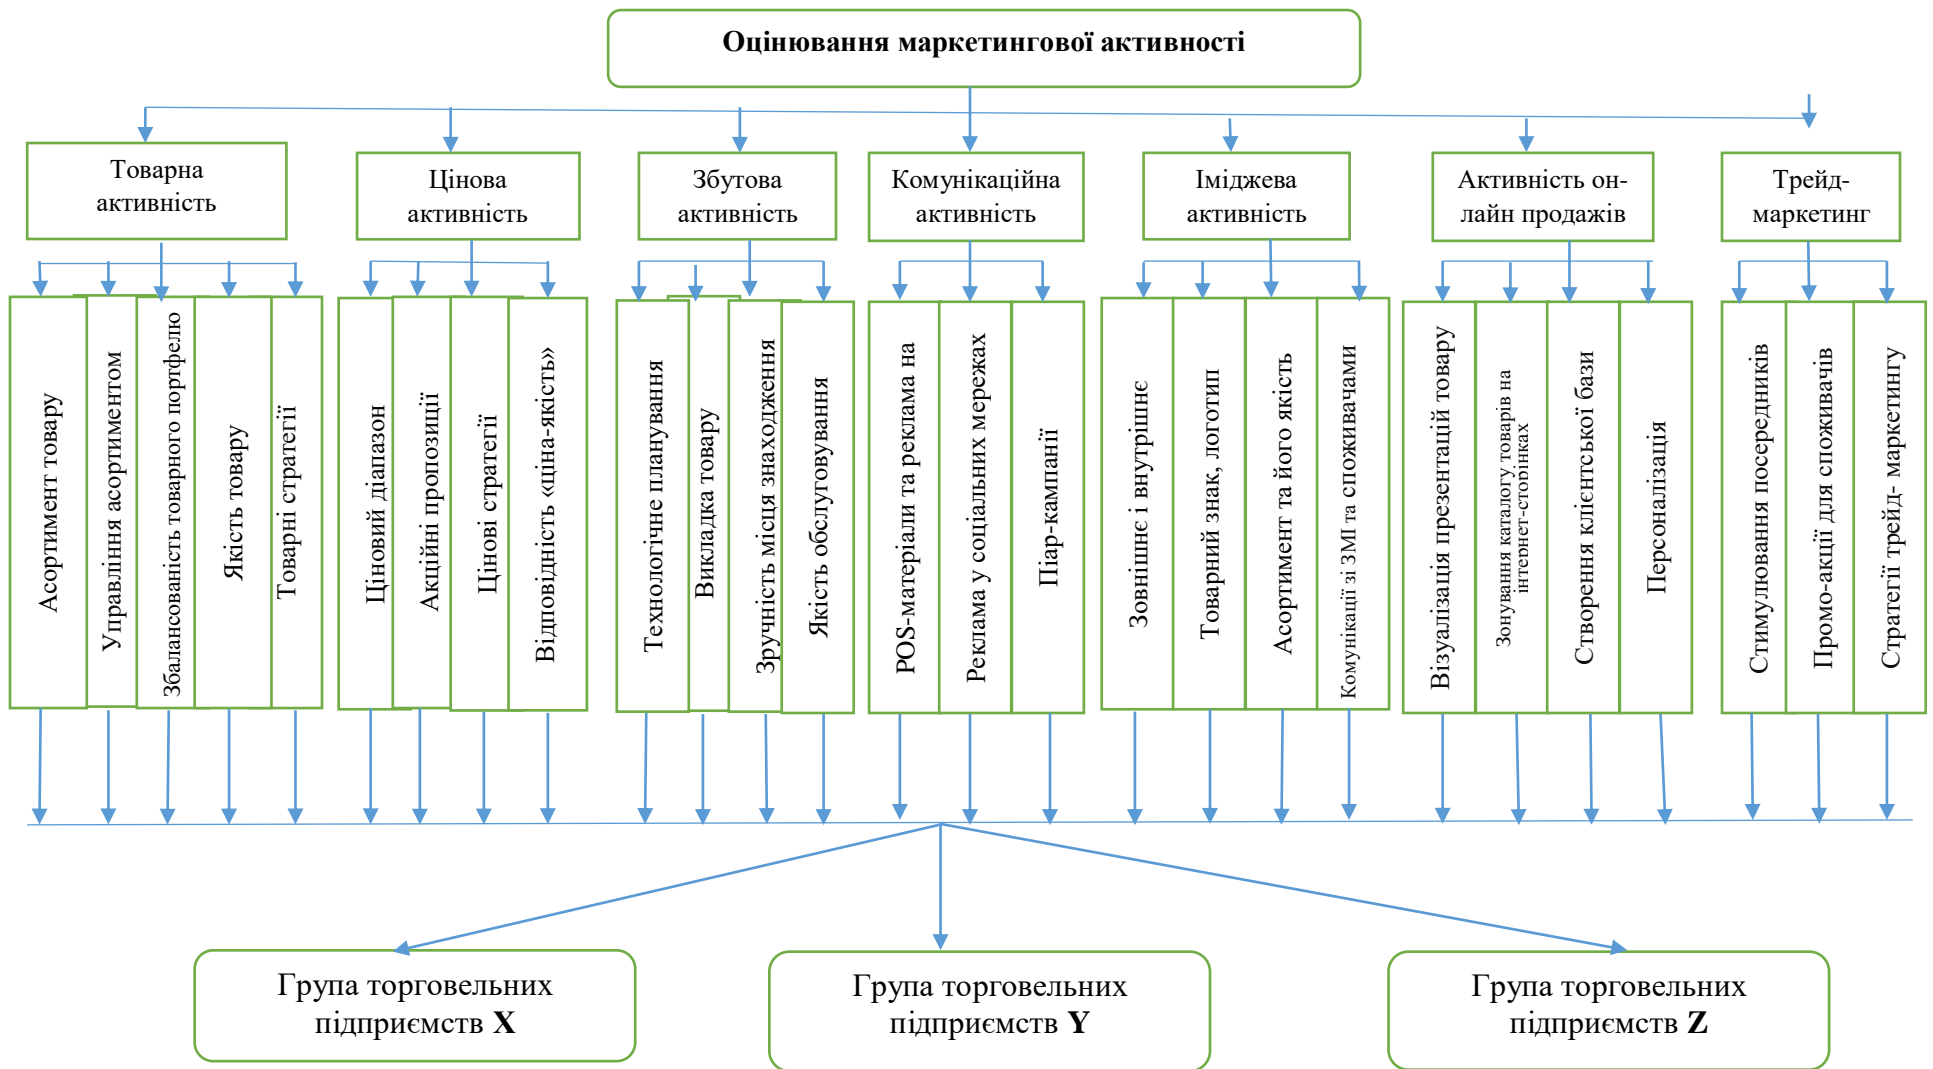 Оцінювання маркетингової активності
Товарна
активність
Цінова
активність
Збутова
активність
Комунікаційна
активність
Іміджева
активність
Активність он-
лайн продажів
Трейд-
маркетинг
Асортимент товару
Управління асортиментом
Збалансованість товарного портфелю
Якість товару
Товарні стратегії
Ціновий діапазон
Акційні пропозиції
Цінові стратегії
Відповідність «ціна-якість»
Технологічне планування
Викладка товару
Зручність місця знаходження
Якість обслуговування
POS-матеріали та реклама на
Реклама у соціальних мережах
Піар-кампанії
Зовнішнє і внутрішнє
Товарний знак, логотип
Асортимент та його якість
Комунікації зі ЗМІ та споживачами
Візуалізація презентацій товару
Зонування каталогу товарів на
інтернет-сторінках
Створення клієнтської бази
Персоналізація
Стимулювання посередників
Промо-акції для споживачів
Стратегії трейд- маркетингу
Група торговельних
підприємств X
Група торговельних
підприємств Y
Група торговельних
підприємств Z